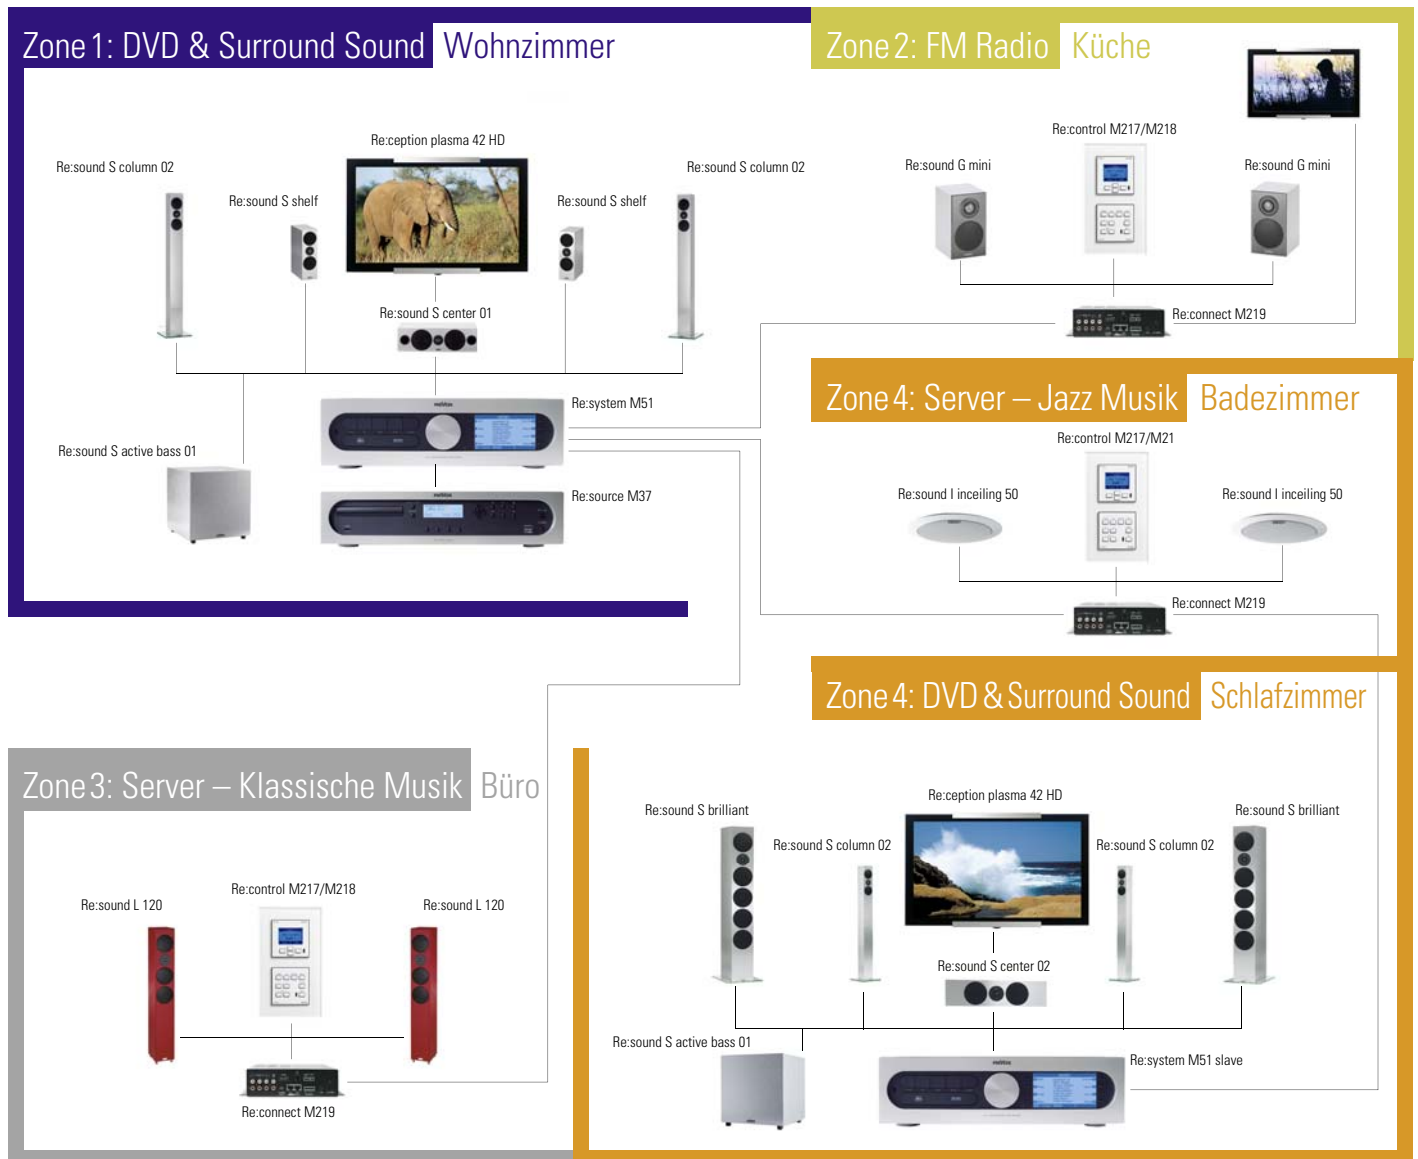 Zone 1: DVD & Surround Sound Wohnzimmer
Re:ception plasma 42 HD
Re:sound S column 02
Re:sound S column 02
Re:sound S shelf
Re:sound S shelf
Re:sound S center 01
Re:system M51
Re:sound S active bass 01
Re:source M37
Zone 2: FM Radio Küche
Re:control M217/M218
Re:sound G mini
Re:sound G mini
Re:connect M219
Zone 4: Server – Jazz Musik Badezimmer
Re:control M217/M21
Re:sound I inceiling 50
Re:sound I inceiling 50
Re:connect M219
Zone 4: DVD & Surround Sound Schlafzimmer
Re:ception plasma 42 HD
Re:sound S brilliant
Re:sound S brilliant
Re:sound S column 02
Re:sound S column 02
Re:sound S center 02
Re:sound S active bass 01
Re:system M51 slave
Zone 3: Server – Klassische Musik Büro
Re:control M217/M218
Re:sound L 120
Re:sound L 120
Re:connect M219